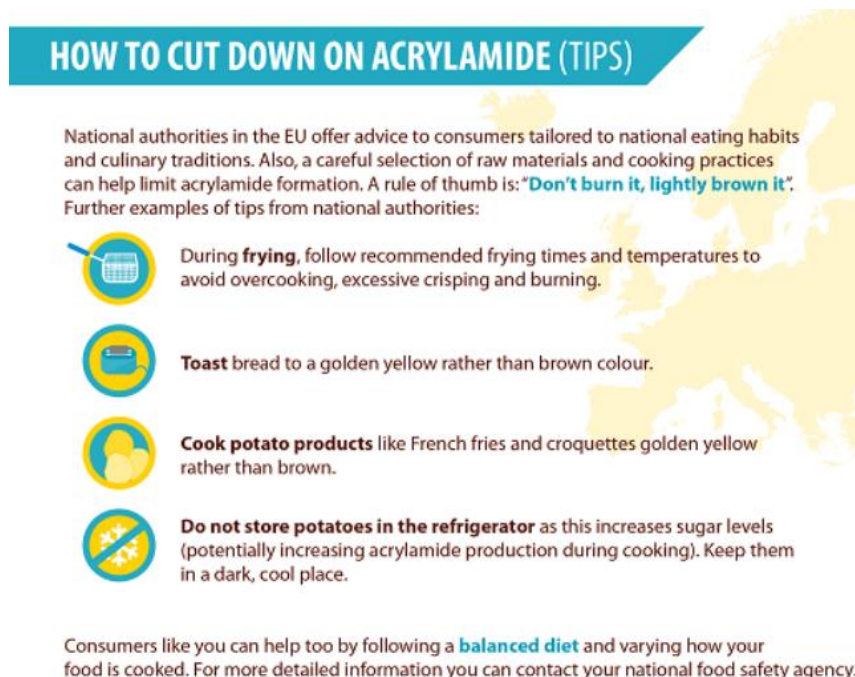 HOW TO CUT DOWN ON ACRYLAMIDE (TIPS)
National authorities in the EU offer advice to consumers tailored to national eating habits
and culinary traditions. Also, a careful selection of raw materials and cooking practices
can help limit acrylamide formation. A rule of thumb is: "Don't burn it, lightly brown it".
Further examples of tips from national authorities:
During frying, follow recommended frying times and temperatures to
avoid overcooking, excessive crisping and burning.
Toast bread to a golden yellow rather than brown colour.
Cook potato products like French fries and croquettes golden yellow
rather than brown.
Do not store potatoes in the refrigerator as this increases sugar levels
(potentially increasing acrylamide production during cooking). Keep them
in a dark, cool place.
Consumers like you can help too by following a balanced diet and varying how your
food is cooked. For more detailed information you can contact your national food safety agency.